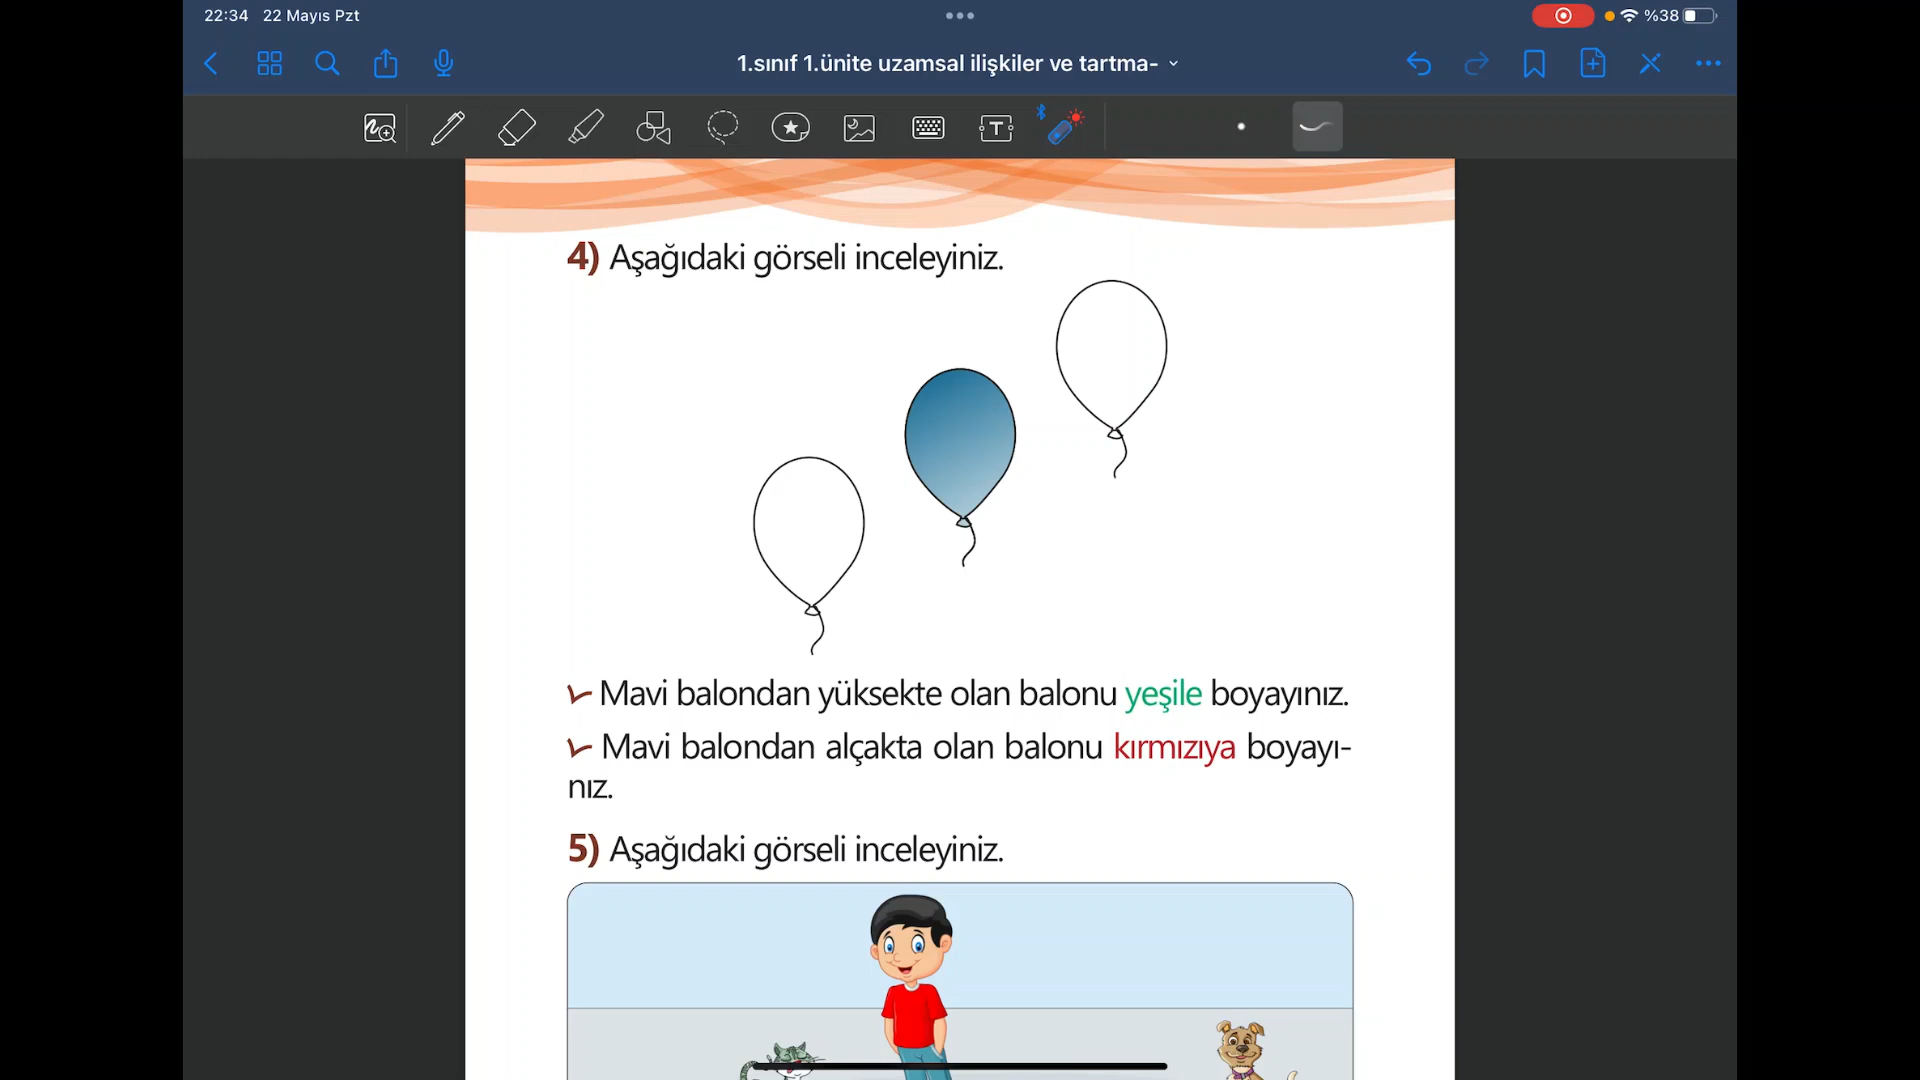 22:34 22 Mayıs Pzt
%38
1.sınıf 1.ünite uzamsal ilişkiler ve tartma-
T
4) Aşağıdaki görseli inceleyiniz.
Mavi balondan yüksekte olan balonu yeşile boyayınız.
Mavi balondan alçakta olan balonu kırmızıya boyayı-
nız.
5) Aşağıdaki görseli inceleyiniz.